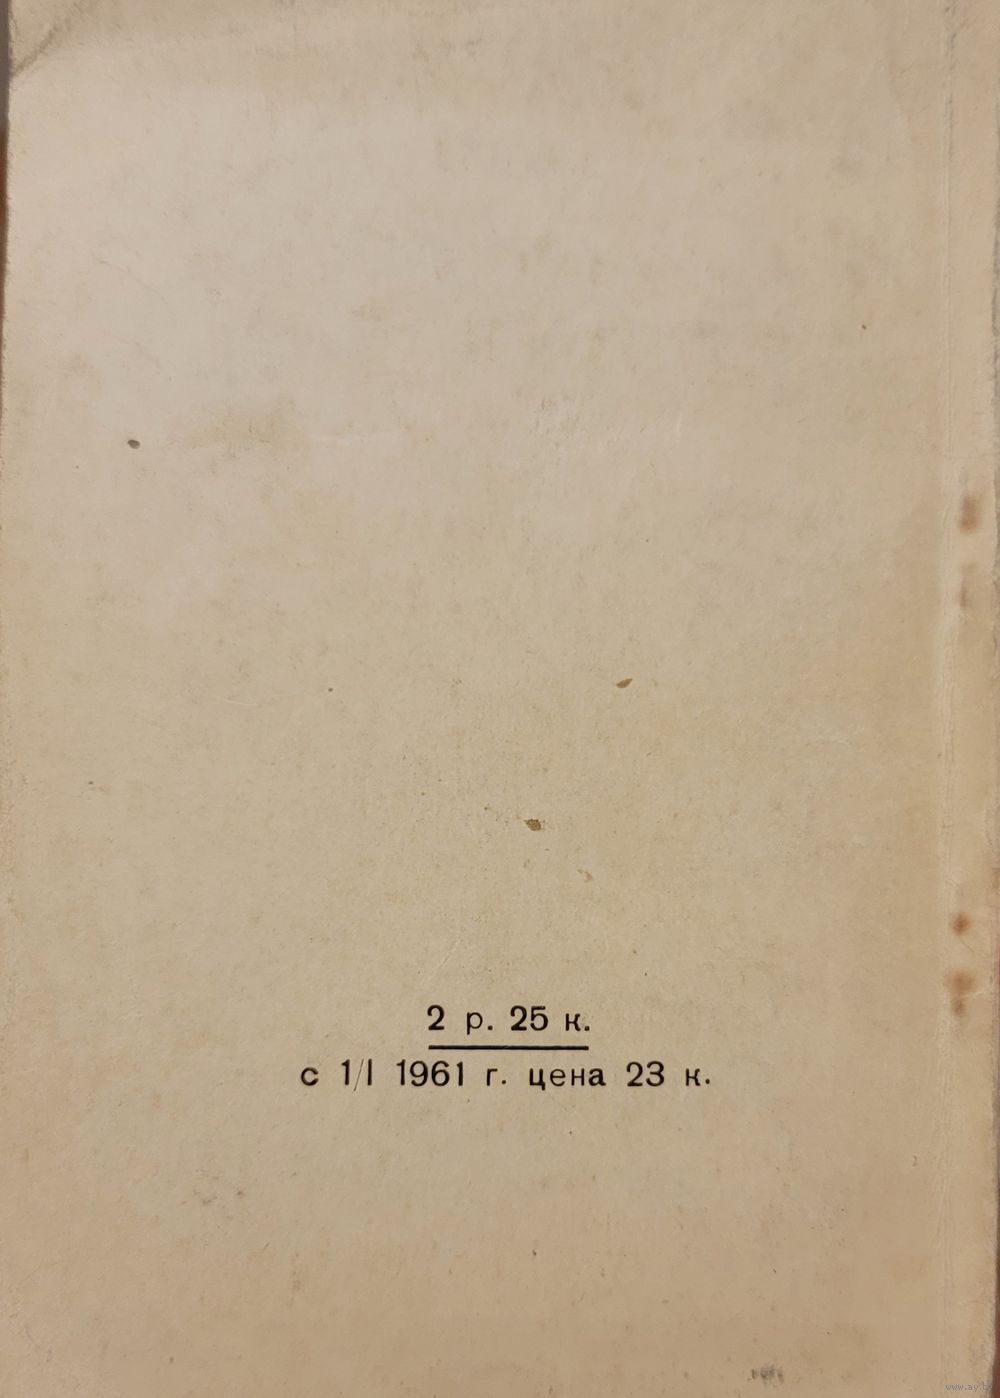 2 р. 25 к.
с 1/I 1961 г. цена 23 к.